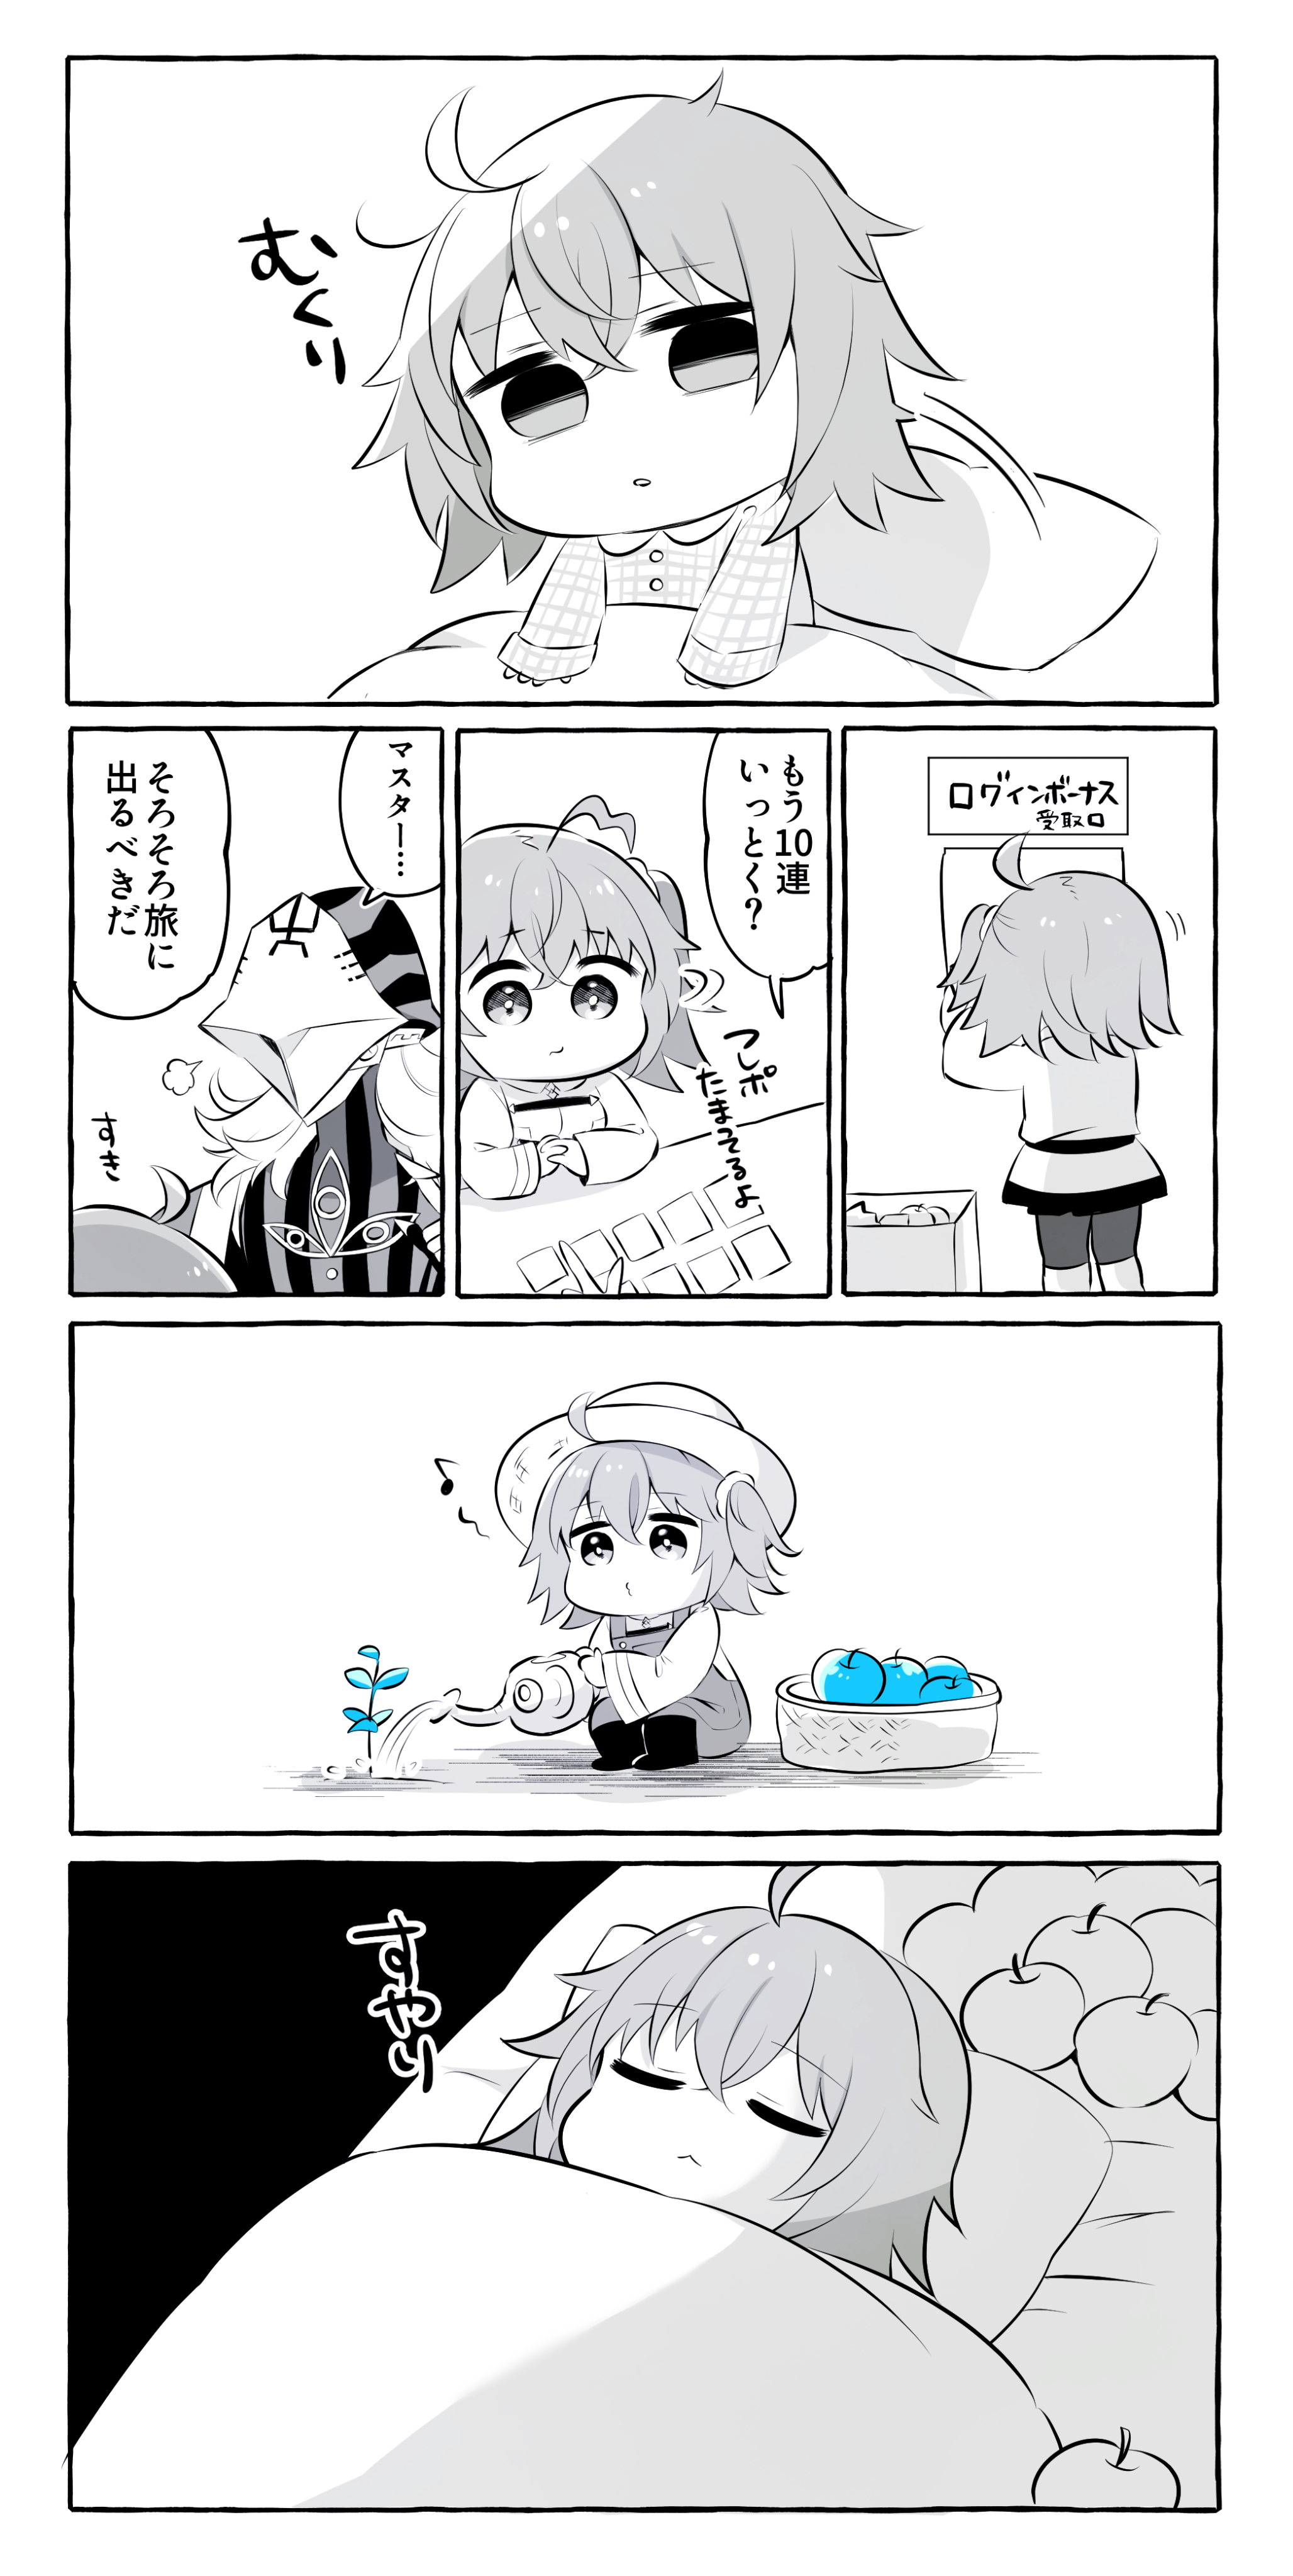 むくり
ログインボーナス
受取口
もう10連
いっとく？
フレポ
たまってるよ
マスター…
そろそろ旅に
出るべきだ
すき
すやり